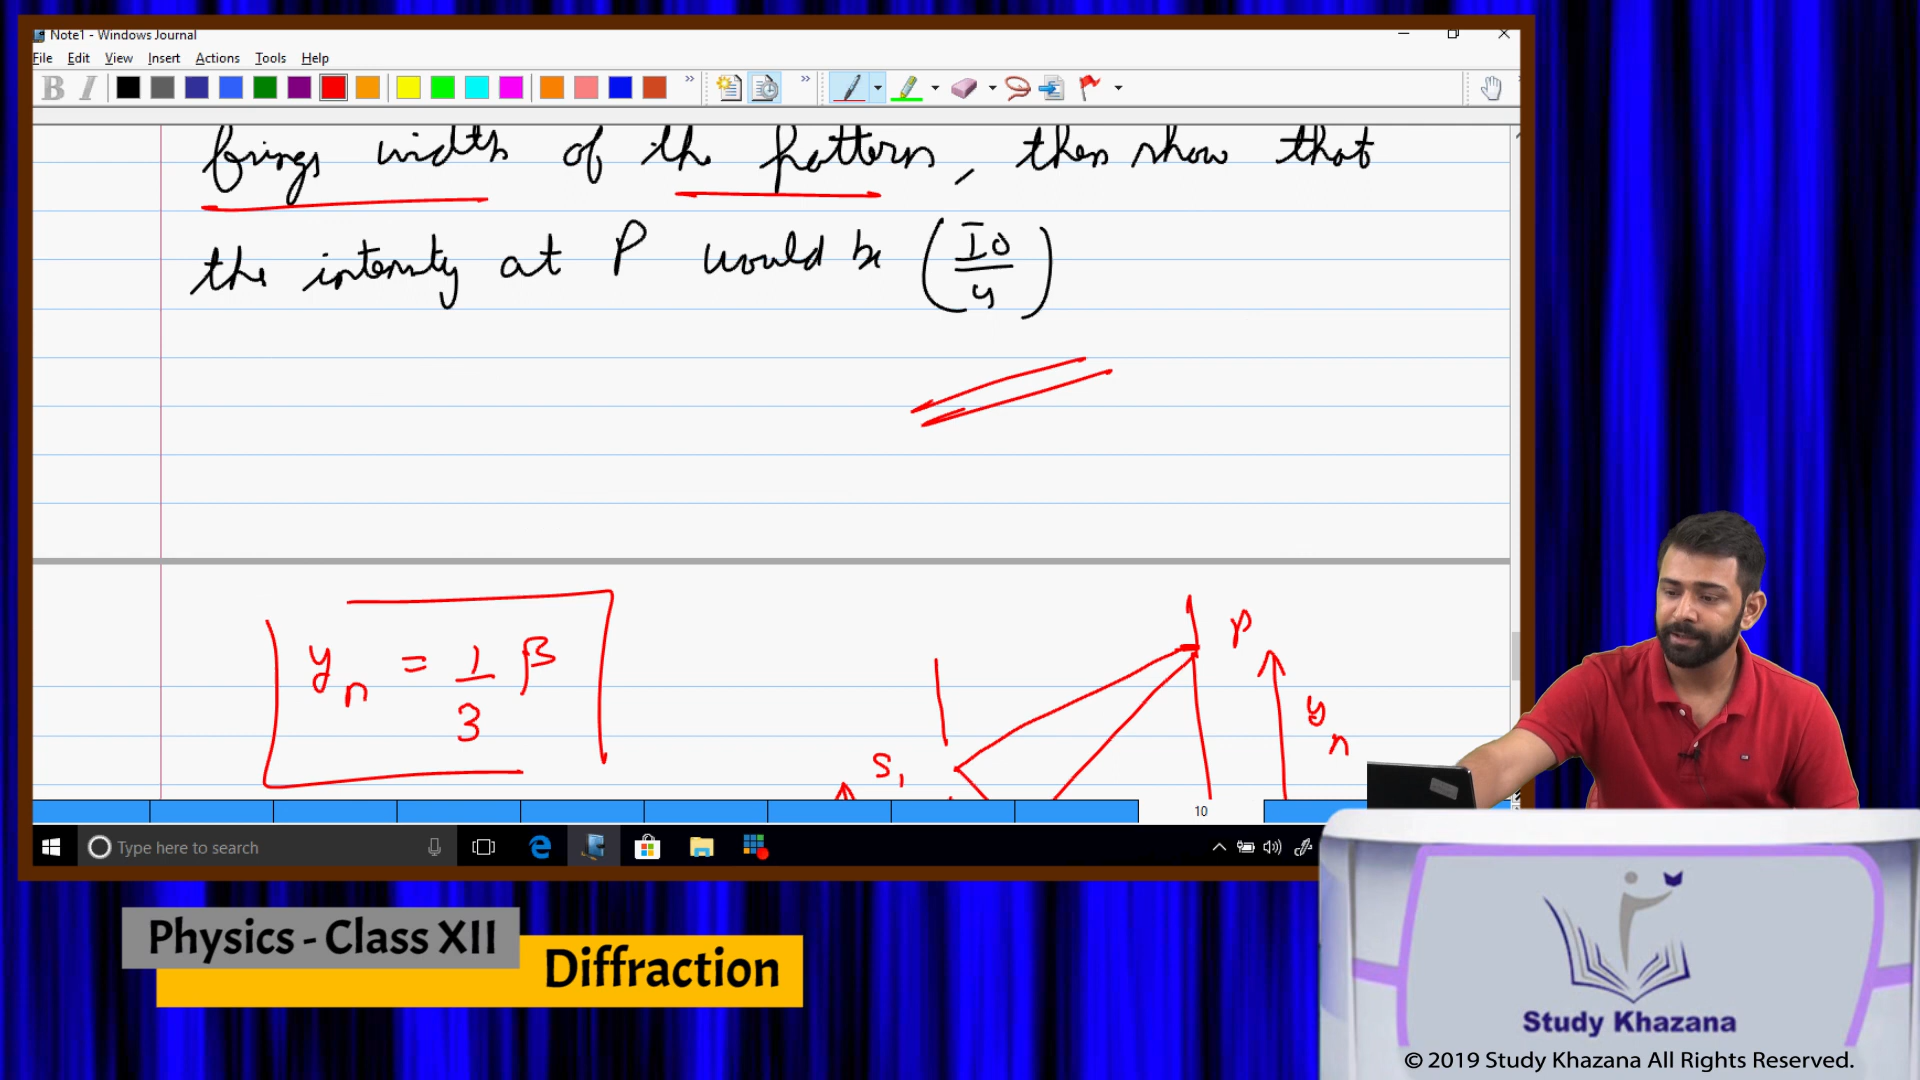 Note1 - Windows Journal
File Edit View Insert Actions Tools Help
B I
frings width of the pattern, then show that
the intensity at P would be (I0/4)
yn = 1/3 β
P
yn
S1
10
Type here to search
Physics - Class XII
Diffraction
Study Khazana
© 2019 Study Khazana All Rights Reserved.